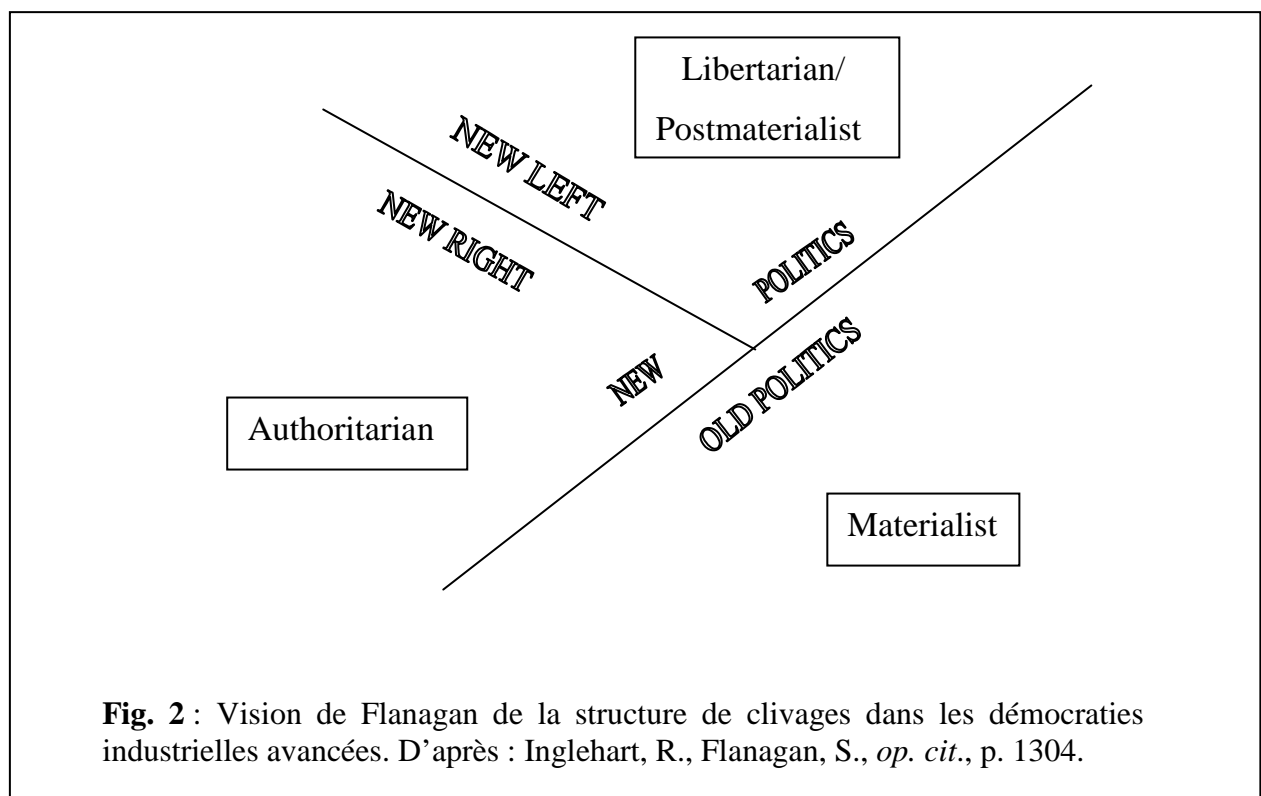 Libertarian/
Postmaterialist
NEW LEFT
NEW RIGHT
POLITICS
NEW
OLD POLITICS
Authoritarian
Materialist
Fig. 2 : Vision de Flanagan de la structure de clivages dans les démocraties
industrielles avancées. D’après : Inglehart, R., Flanagan, S., op. cit., p. 1304.